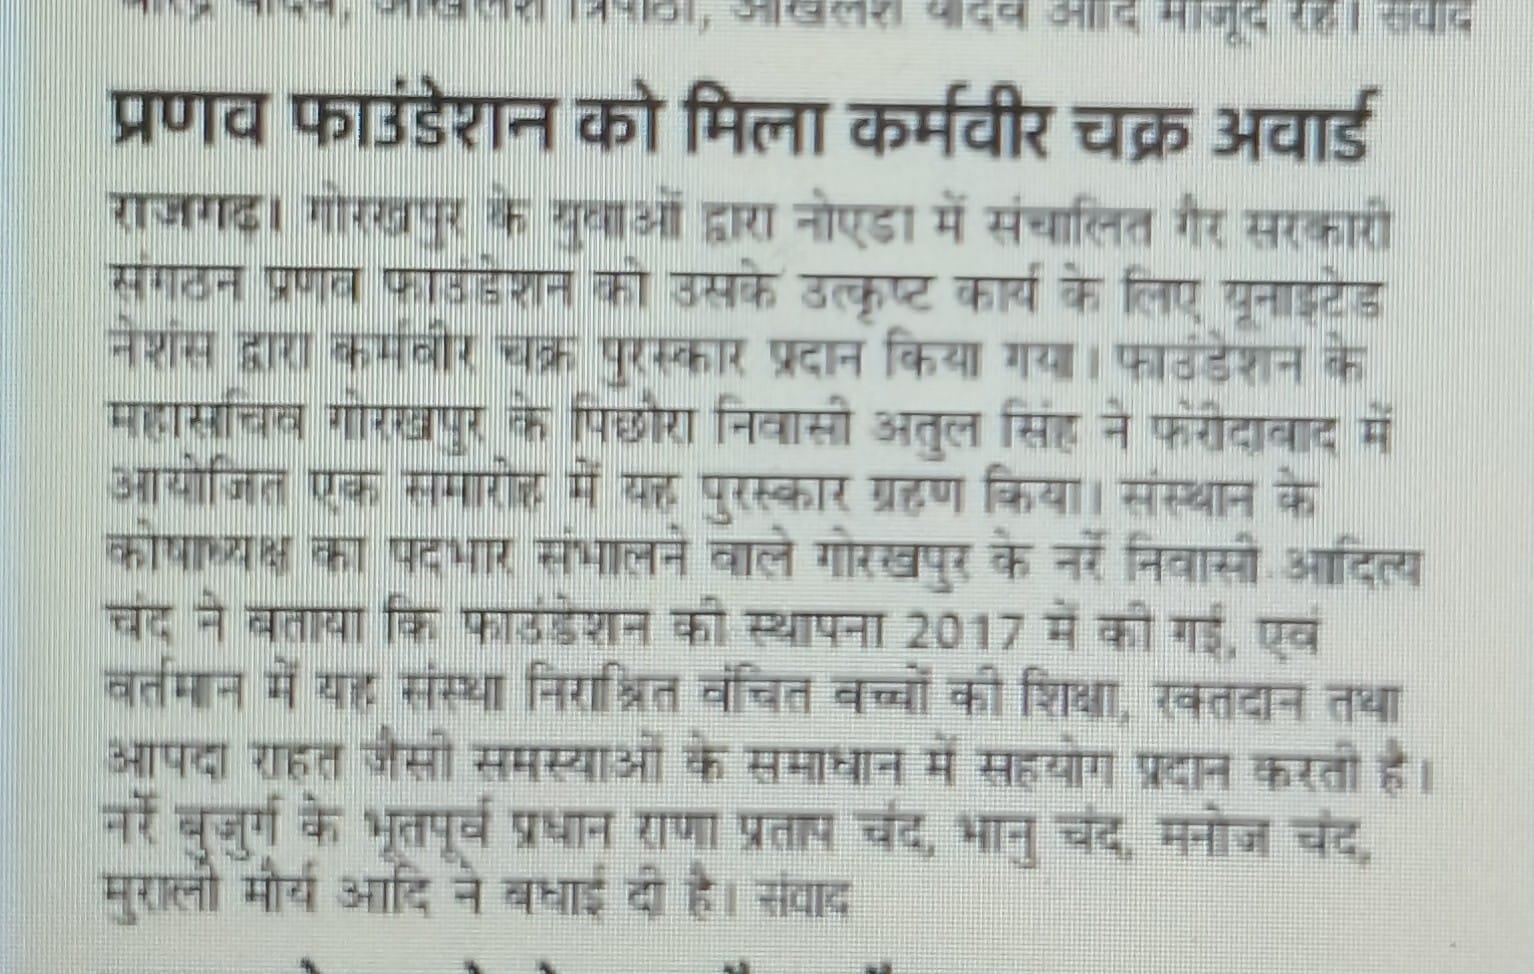 त्रिपाठी, अखिलेश यादव आदि मौजूद रहे। संवाद
प्रणव फाउंडेशन को मिला कर्मवीर चक्र अवार्ड
राजगढ़। गोरखपुर के युवाओं द्वारा नोएडा में संचालित गैर सरकारी
संगठन प्रणव फाउंडेशन को उसके उत्कृष्ट कार्य के लिए यूनाइटेड
नेशंस द्वारा कर्मवीर चक्र पुरस्कार प्रदान किया गया। फाउंडेशन के
महासचिव गोरखपुर के पिछौरा निवासी अतुल सिंह ने फरीदाबाद में
आयोजित एक समारोह में यह पुरस्कार ग्रहण किया। संस्थान के
कोषाध्यक्ष का पदभार संभालने वाले गोरखपुर के नर्रे निवासी आदित्य
चंद ने बताया कि फाउंडेशन की स्थापना 2017 में की गई, एवं
वर्तमान में यह संस्था निराश्रित वंचित बच्चों की शिक्षा, रक्तदान तथा
आपदा राहत जैसी समस्याओं के समाधान में सहयोग प्रदान करती है।
नर्रे बुजुर्ग के भूतपूर्व प्रधान राणा प्रताप चंद, भानु चंद, मनोज चंद,
मुराली मौर्य आदि ने बधाई दी है। संवाद